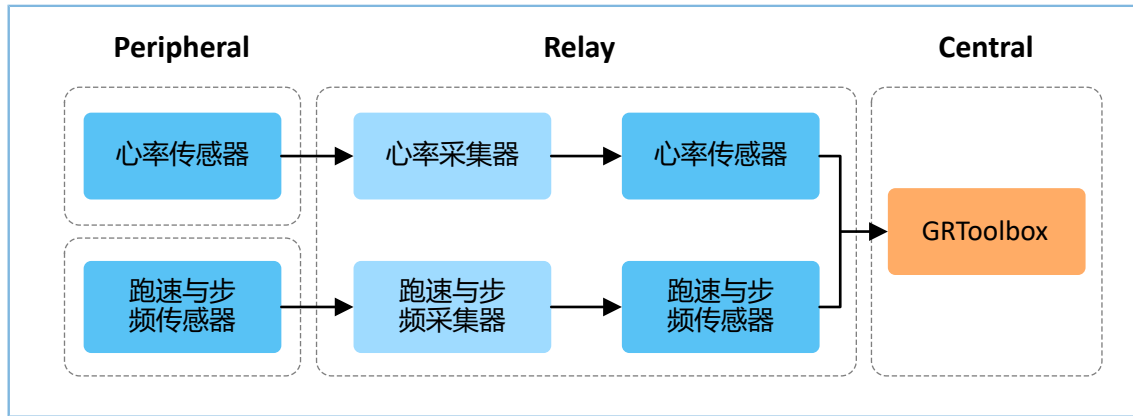 Peripheral
Relay
Central
心率传感器
心率采集器
心率传感器
GRToolbox
跑速与步
频传感器
跑速与步
频采集器
跑速与步
频传感器